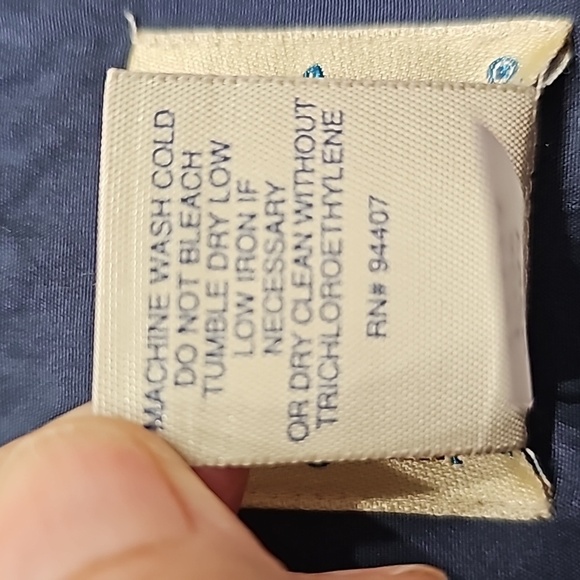 MACHINE WASH COLD
DO NOT BLEACH
TUMBLE DRY LOW
LOW IRON IF
NECESSARY
OR DRY CLEAN WITHOUT
TRICHLOROETHYLENE
RN# 94407